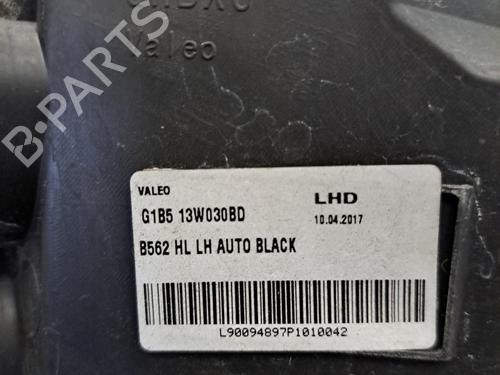 Valeo
B-PARTS
VALEO
LHD
G1B5 13W030BD
10.04.2017
B562 HL LH AUTO BLACK
L90094897P1010042